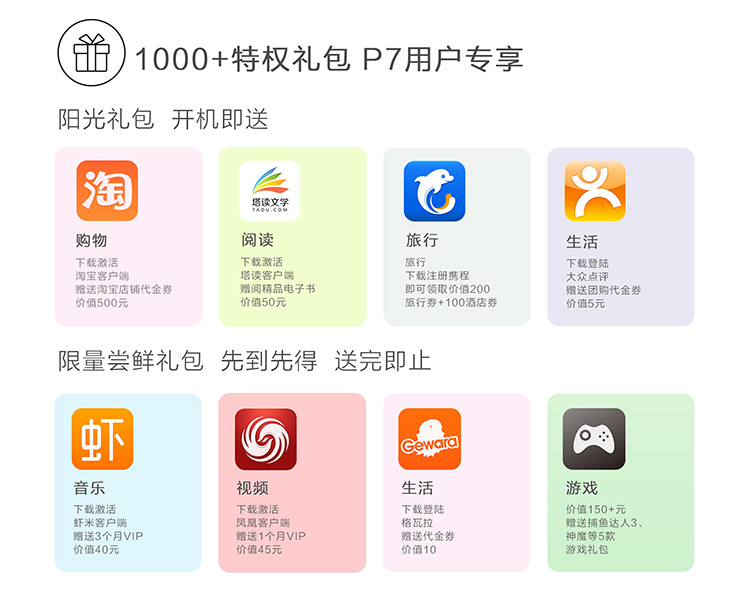 1000+特权礼包 P7用户专享
阳光礼包 开机即送
淘
购物
下载激活
淘宝客户端
赠送淘宝店铺代金券
价值500元
塔读文学
TADU.COM
阅读
下载激活
塔读客户端
赠阅精品电子书
价值50元
旅行
旅行
下载注册携程
即可领取价值200
旅行券+100酒店券
生活
下载登陆
大众点评
赠送团购代金券
价值5元
限量尝鲜礼包 先到先得 送完即止
虾
音乐
下载激活
虾米客户端
赠送3个月VIP
价值40元
视频
下载激活
凤凰客户端
赠送1个月VIP
价值45元
Gewara
生活
下载登陆
格瓦拉
赠送代金券
价值10
游戏
价值150+元
赠送捕鱼达人3、
神魔等5款
游戏礼包